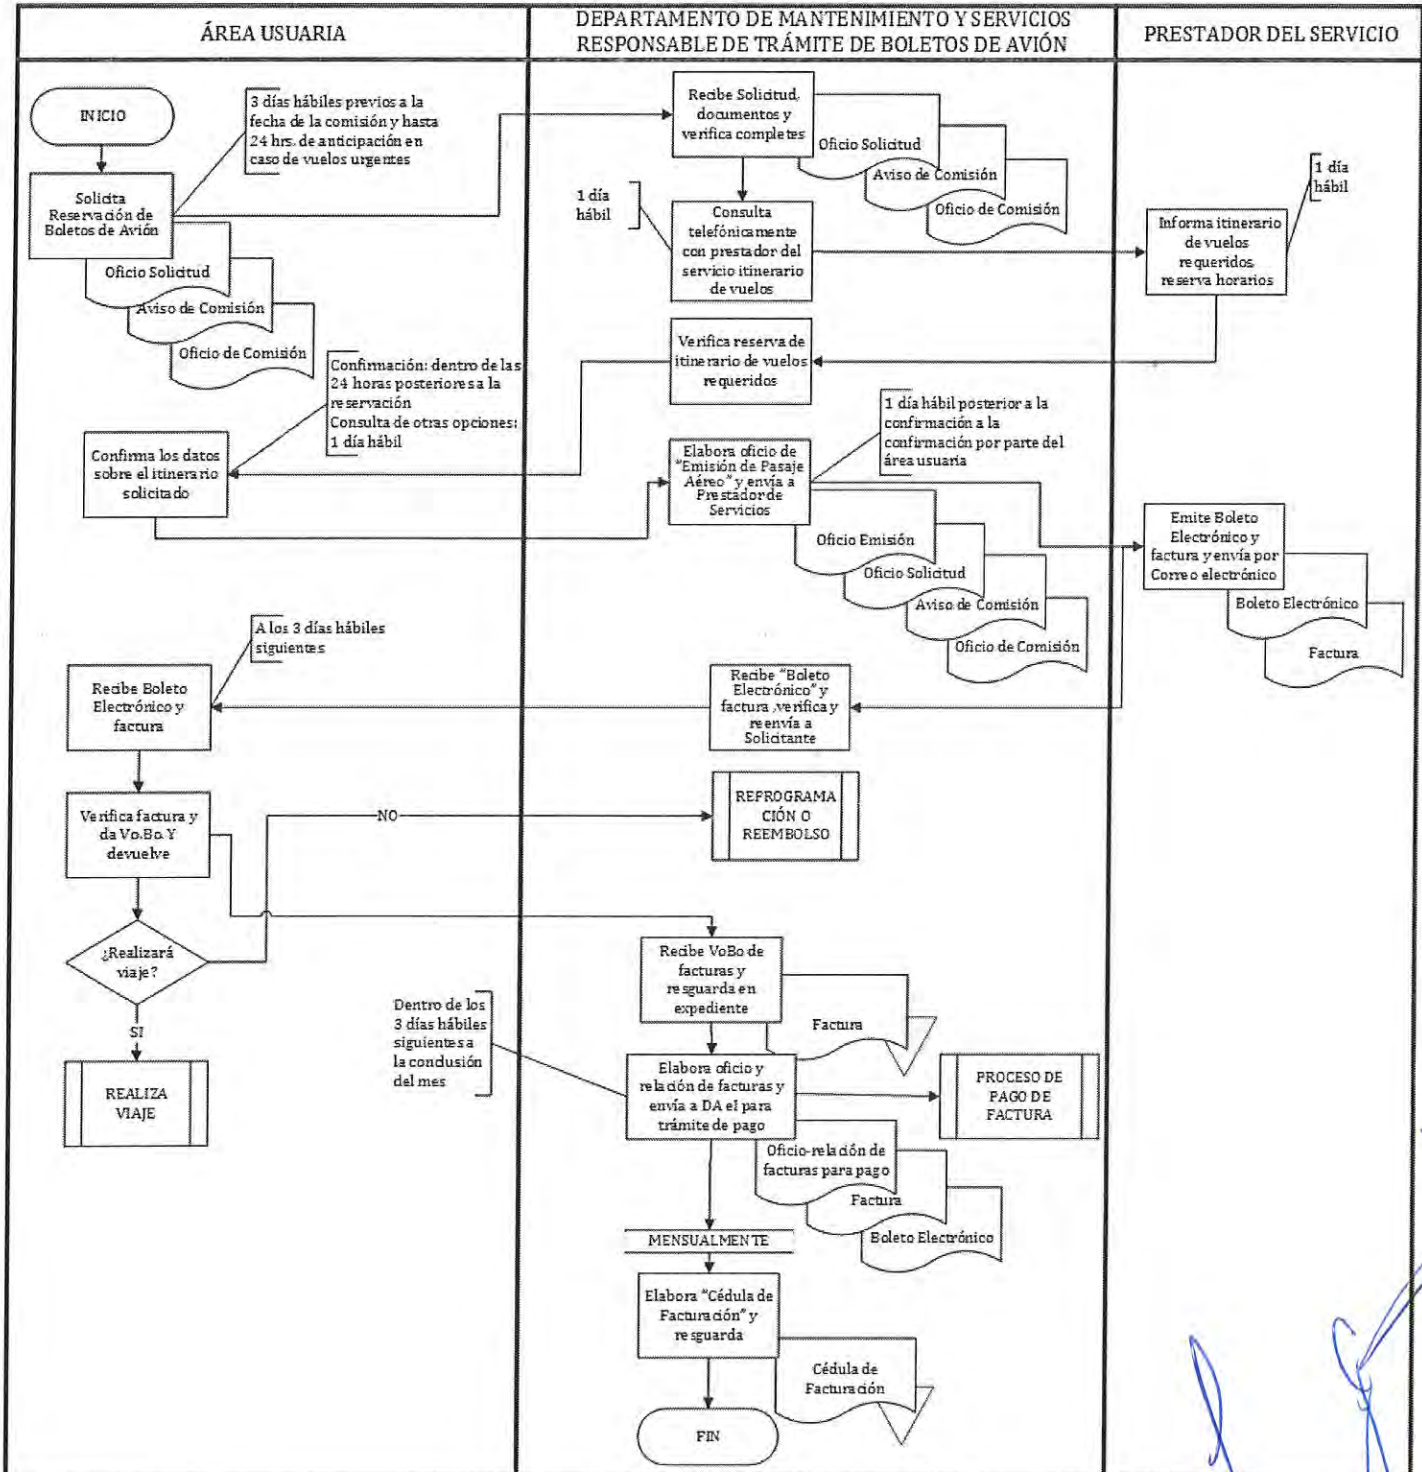 ÁREA USUARIA
DEPARTAMENTO DE MANTENIMIENTO Y SERVICIOS
RESPONSABLE DE TRÁMITE DE BOLETOS DE AVIÓN
PRESTADOR DEL SERVICIO
INICIO
3 días hábiles previos a la
fecha de la comisión y hasta
24 hrs. de anticipación en
caso de vuelos urgentes
Recibe Solicitud,
documentos y
verifica completes
Oficio Solicitud
Aviso de Comisión
Oficio de Comisión
Solicita
Reservación de
Boletos de Avión
Oficio Solicitud
Aviso de Comisión
Oficio de Comisión
1 día
hábil
Consulta
telefónicamente
con prestador del
servicio itinerario
de vuelos
1 día
hábil
Informa itinerario
de vuelos
requeridos,
reserva horarios
Verifica reserva de
itinerario de vuelos
requeridos
Confirmación: dentro de las
24 horas posteriores a la
reservación
Consulta de otras opciones:
1 día hábil
Confirma los datos
sobre el itinerario
solicitado
1 día hábil posterior a la
confirmación a la
confirmación por parte del
área usuaria
Elabora oficio de
"Emisión de Pasaje
Aéreo" y envía a
Prestador de
Servicios
Oficio Emisión
Oficio Solicitud
Aviso de Comisión
Oficio de Comisión
Emite Boleto
Electrónico y
factura y envía por
Correo electrónico
Boleto Electrónico
Factura
A los 3 días hábiles
siguientes
Recibe Boleto
Electrónico y
factura
Recibe "Boleto
Electrónico" y
factura ,verifica y
reenvía a
Solicitante
Verifica factura y
da Vo.Bo. Y
devuelve
NO
REPROGRAMA
CIÓN O
REEMBOLSO
¿Realizará
viaje?
SI
REALIZA
VIAJE
Recibe VoBo de
facturas y
resguarda en
expediente
Factura
Dentro de los
3 días hábiles
siguientes a
la conclusión
del mes
Elabora oficio y
relación de facturas y
envía a DA el para
trámite de pago
PROCESO DE
PAGO DE
FACTURA
Oficio-relación de
facturas para pago
Factura
Boleto Electrónico
MENSUALMENTE
Elabora "Cédula de
Facturación" y
resguarda
Cédula de
Facturación
FIN